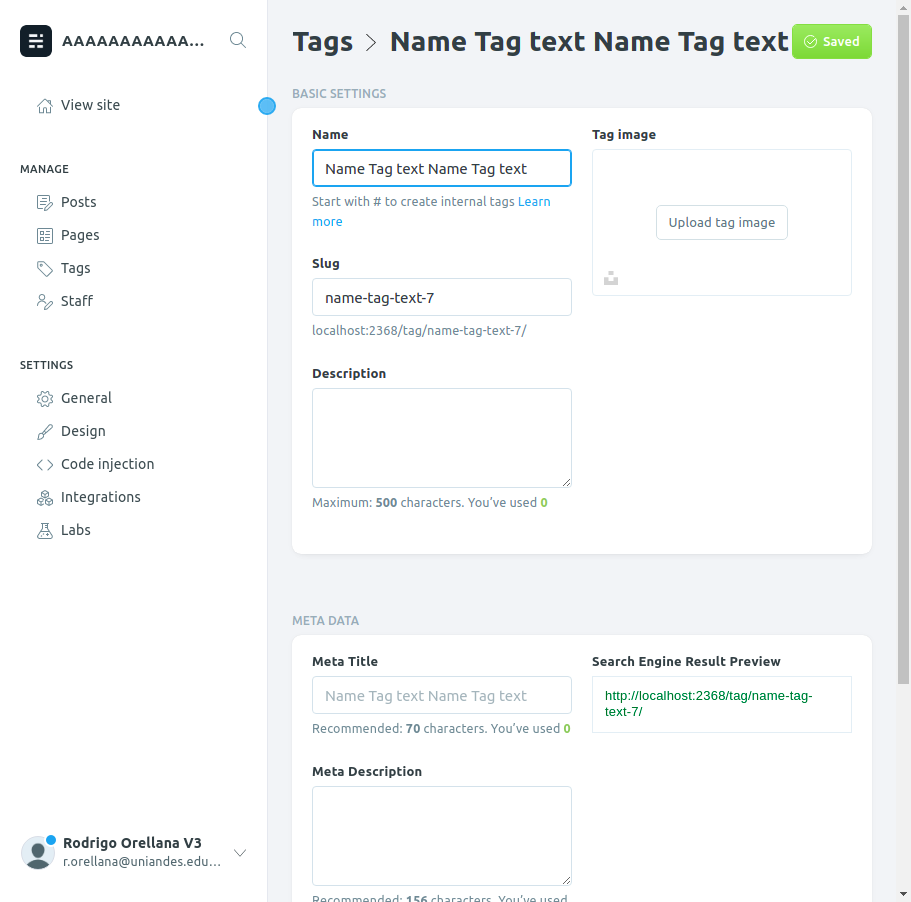 AAAAAAAAAAAA...
View site
MANAGE
Posts
Pages
Tags
Staff
SETTINGS
General
Design
Code injection
Integrations
Labs
Rodrigo Orellana V3
r.orellana@uniandes.edu...
Tags > Name Tag text Name Tag text
Saved
BASIC SETTINGS
Name
Name Tag text Name Tag text
Start with # to create internal tags Learn
more
Slug
name-tag-text-7
localhost:2368/tag/name-tag-text-7/
Description
Maximum: 500 characters. You’ve used 0
Tag image
Upload tag image
META DATA
Meta Title
Name Tag text Name Tag text
Recommended: 70 characters. You’ve used 0
Meta Description
Recommended: 156 characters. You’ve used
Search Engine Result Preview
http://localhost:2368/tag/name-tag-
text-7/